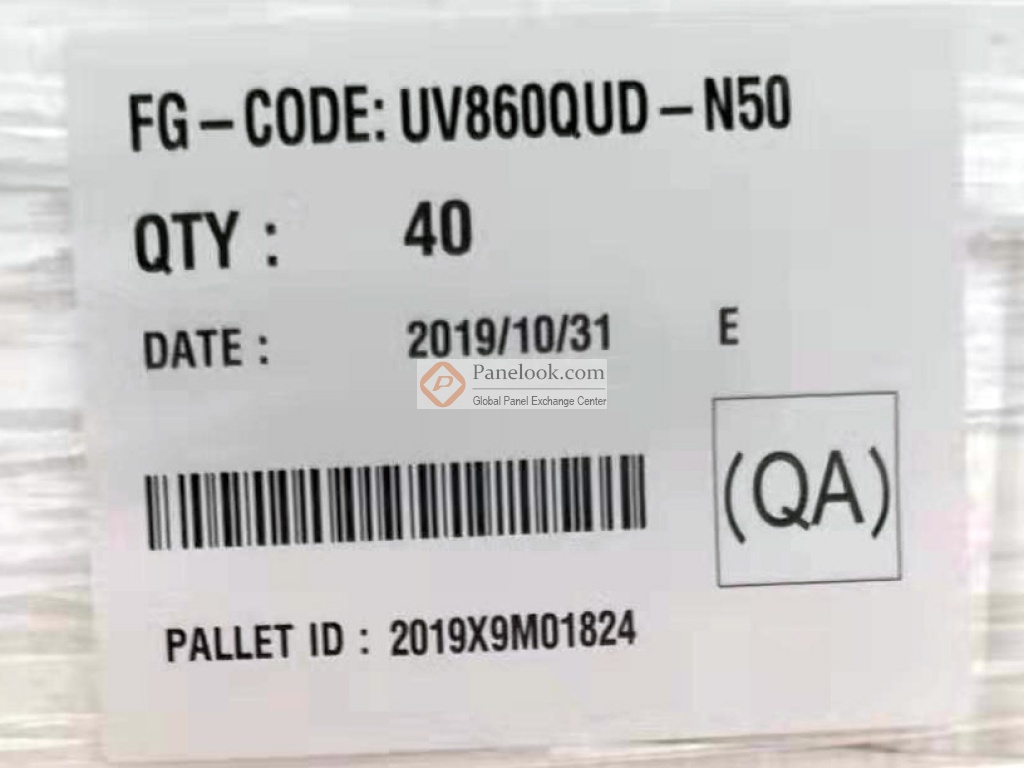 FG-CODE: UV860QUD-N50
QTY : 40
DATE : 2019/10/31 E
Panelook.com
Global Panel Exchange Center
(QA)
PALLET ID : 2019X9M01824